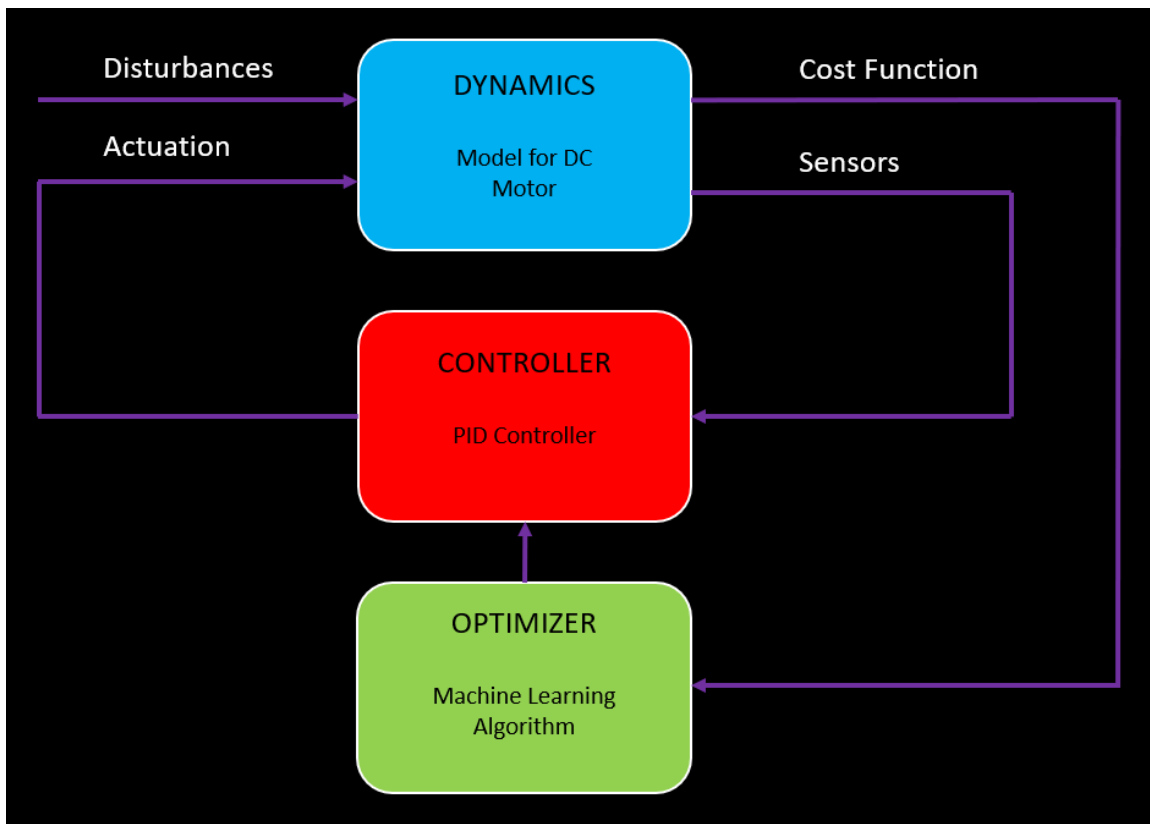 Disturbances
Actuation
DYNAMICS
Model for DC
Motor
Cost Function
Sensors
CONTROLLER
PID Controller
OPTIMIZER
Machine Learning
Algorithm